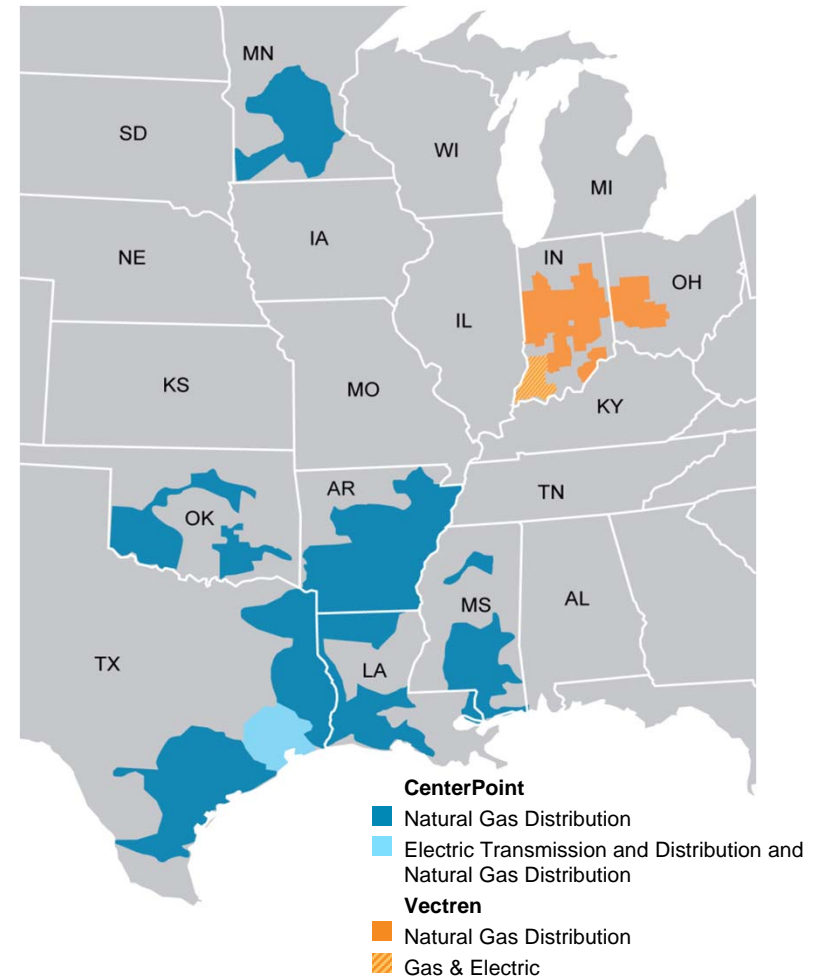 MN
SD
WI
MI
IA
NE
IN
OH
IL
KS
MO
KY
AR
TN
OK
MS
AL
TX
LA
CenterPoint
Natural Gas Distribution
Electric Transmission and Distribution and
Natural Gas Distribution
Vectren
Natural Gas Distribution
Gas & Electric